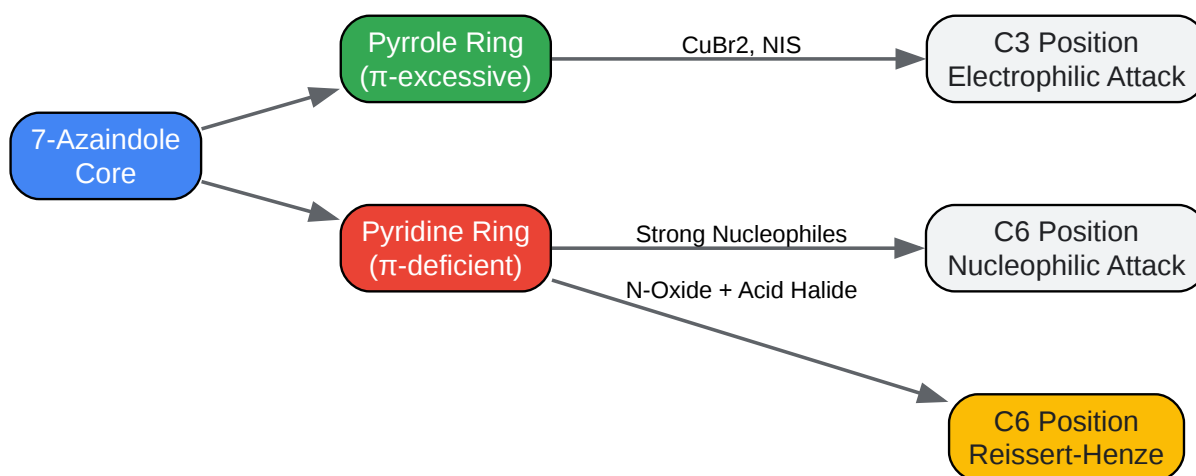 Pyrrole Ring
(π-excessive)
CuBr2, NIS
C3 Position
Electrophilic Attack
7-Azaindole
Core
Pyridine Ring
(π-deficient)
Strong Nucleophiles
C6 Position
Nucleophilic Attack
N-Oxide + Acid Halide
C6 Position
Reissert-Henze